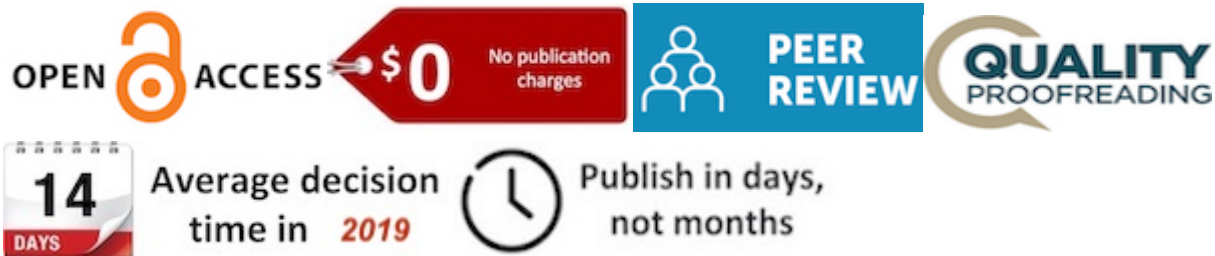 OPEN ACCESS
$0
No publication
charges
PEER
REVIEW
QUALITY
PROOFREADING
14
DAYS
Average decision
time in 2019
Publish in days,
not months